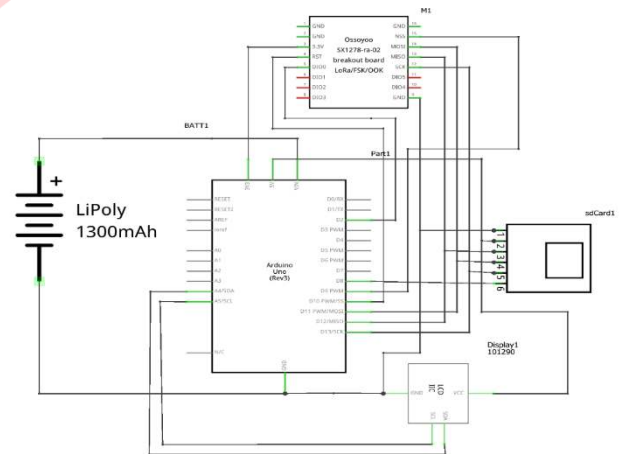 M1
Ossoyoo
SX1278-ra-02
breakout board
LoRa/FSK/OOK
GND
GND
3.3V
RST
DIO0
DIO1
DIO2
DIO3
GND
NSS
MOSI
MISO
SCK
DIO5
DIO4
GND
BATT1
+
LiPoly
1300mAh
Part1
3V3
5V
VIN
RESET
RESET2
AREF
ioref
A0
A1
A2
A3
A4/SDA
A5/SCL
N/C
Arduino
Uno
(Rev3)
D0/RX
D1/TX
D2
D3 PWM
D4
D5 PWM
D6 PWM
D7
D8
D9 PWM
D10 PWM/SS
D11 PWM/MOSI
D12/MISO
D13/SCK
GND
sdCard1
1
2
3
4
5
6
Display1
101290
LCD
IIC
GND
VCC
SCL
SDA